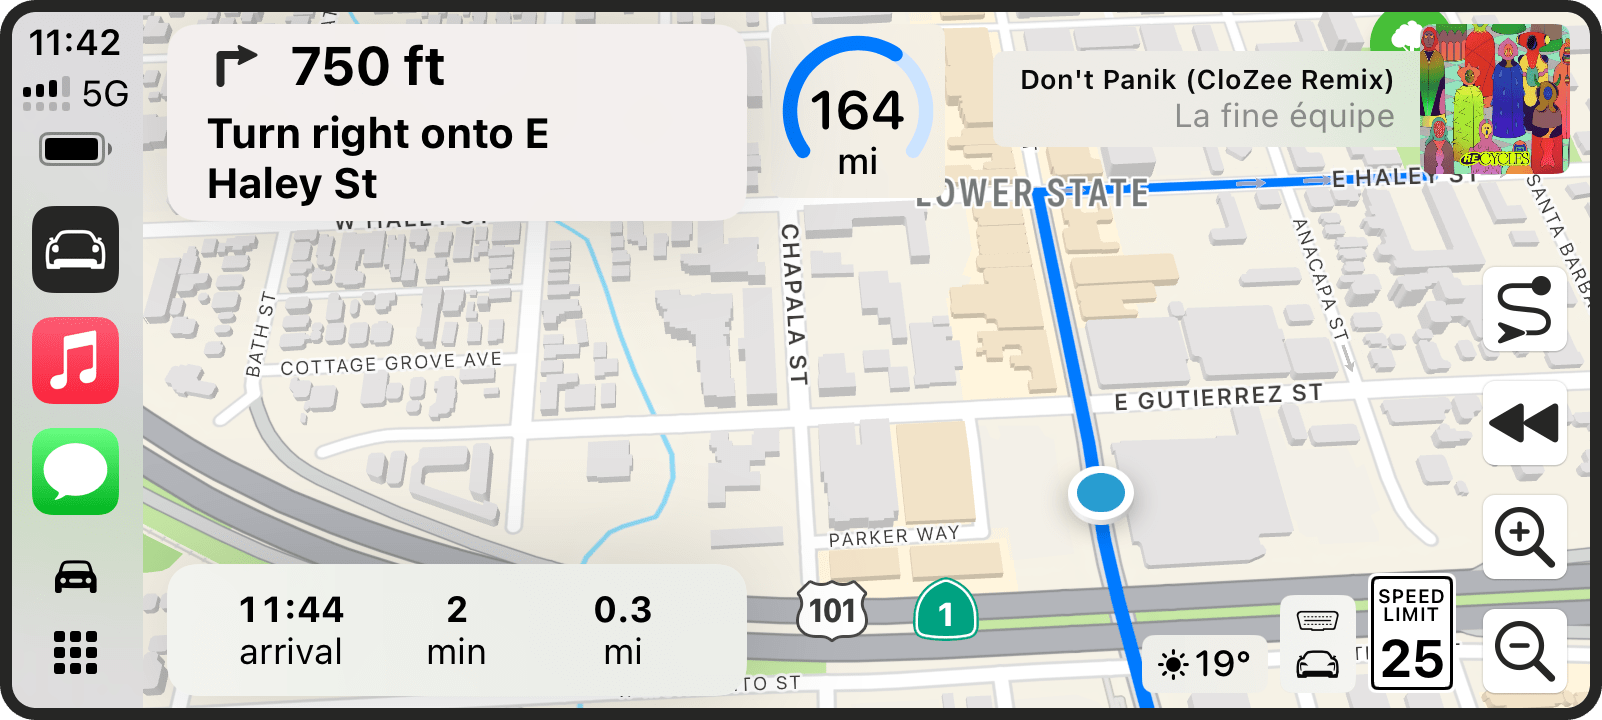 11:42
5G
750 ft
Turn right onto E
Haley St
164
mi
Don't Panik (CloZee Remix)
La fine équipe
RECYCLES
LOWER STATE
E HALEY ST
W HALEY ST
SANTA BARBA
ANACAPA ST
CHAPALA ST
BATH ST
COTTAGE GROVE AVE
E GUTIERREZ ST
PARKER WAY
101
1
11:44
arrival
2
min
0.3
mi
TO ST
19°
SPEED
LIMIT
25